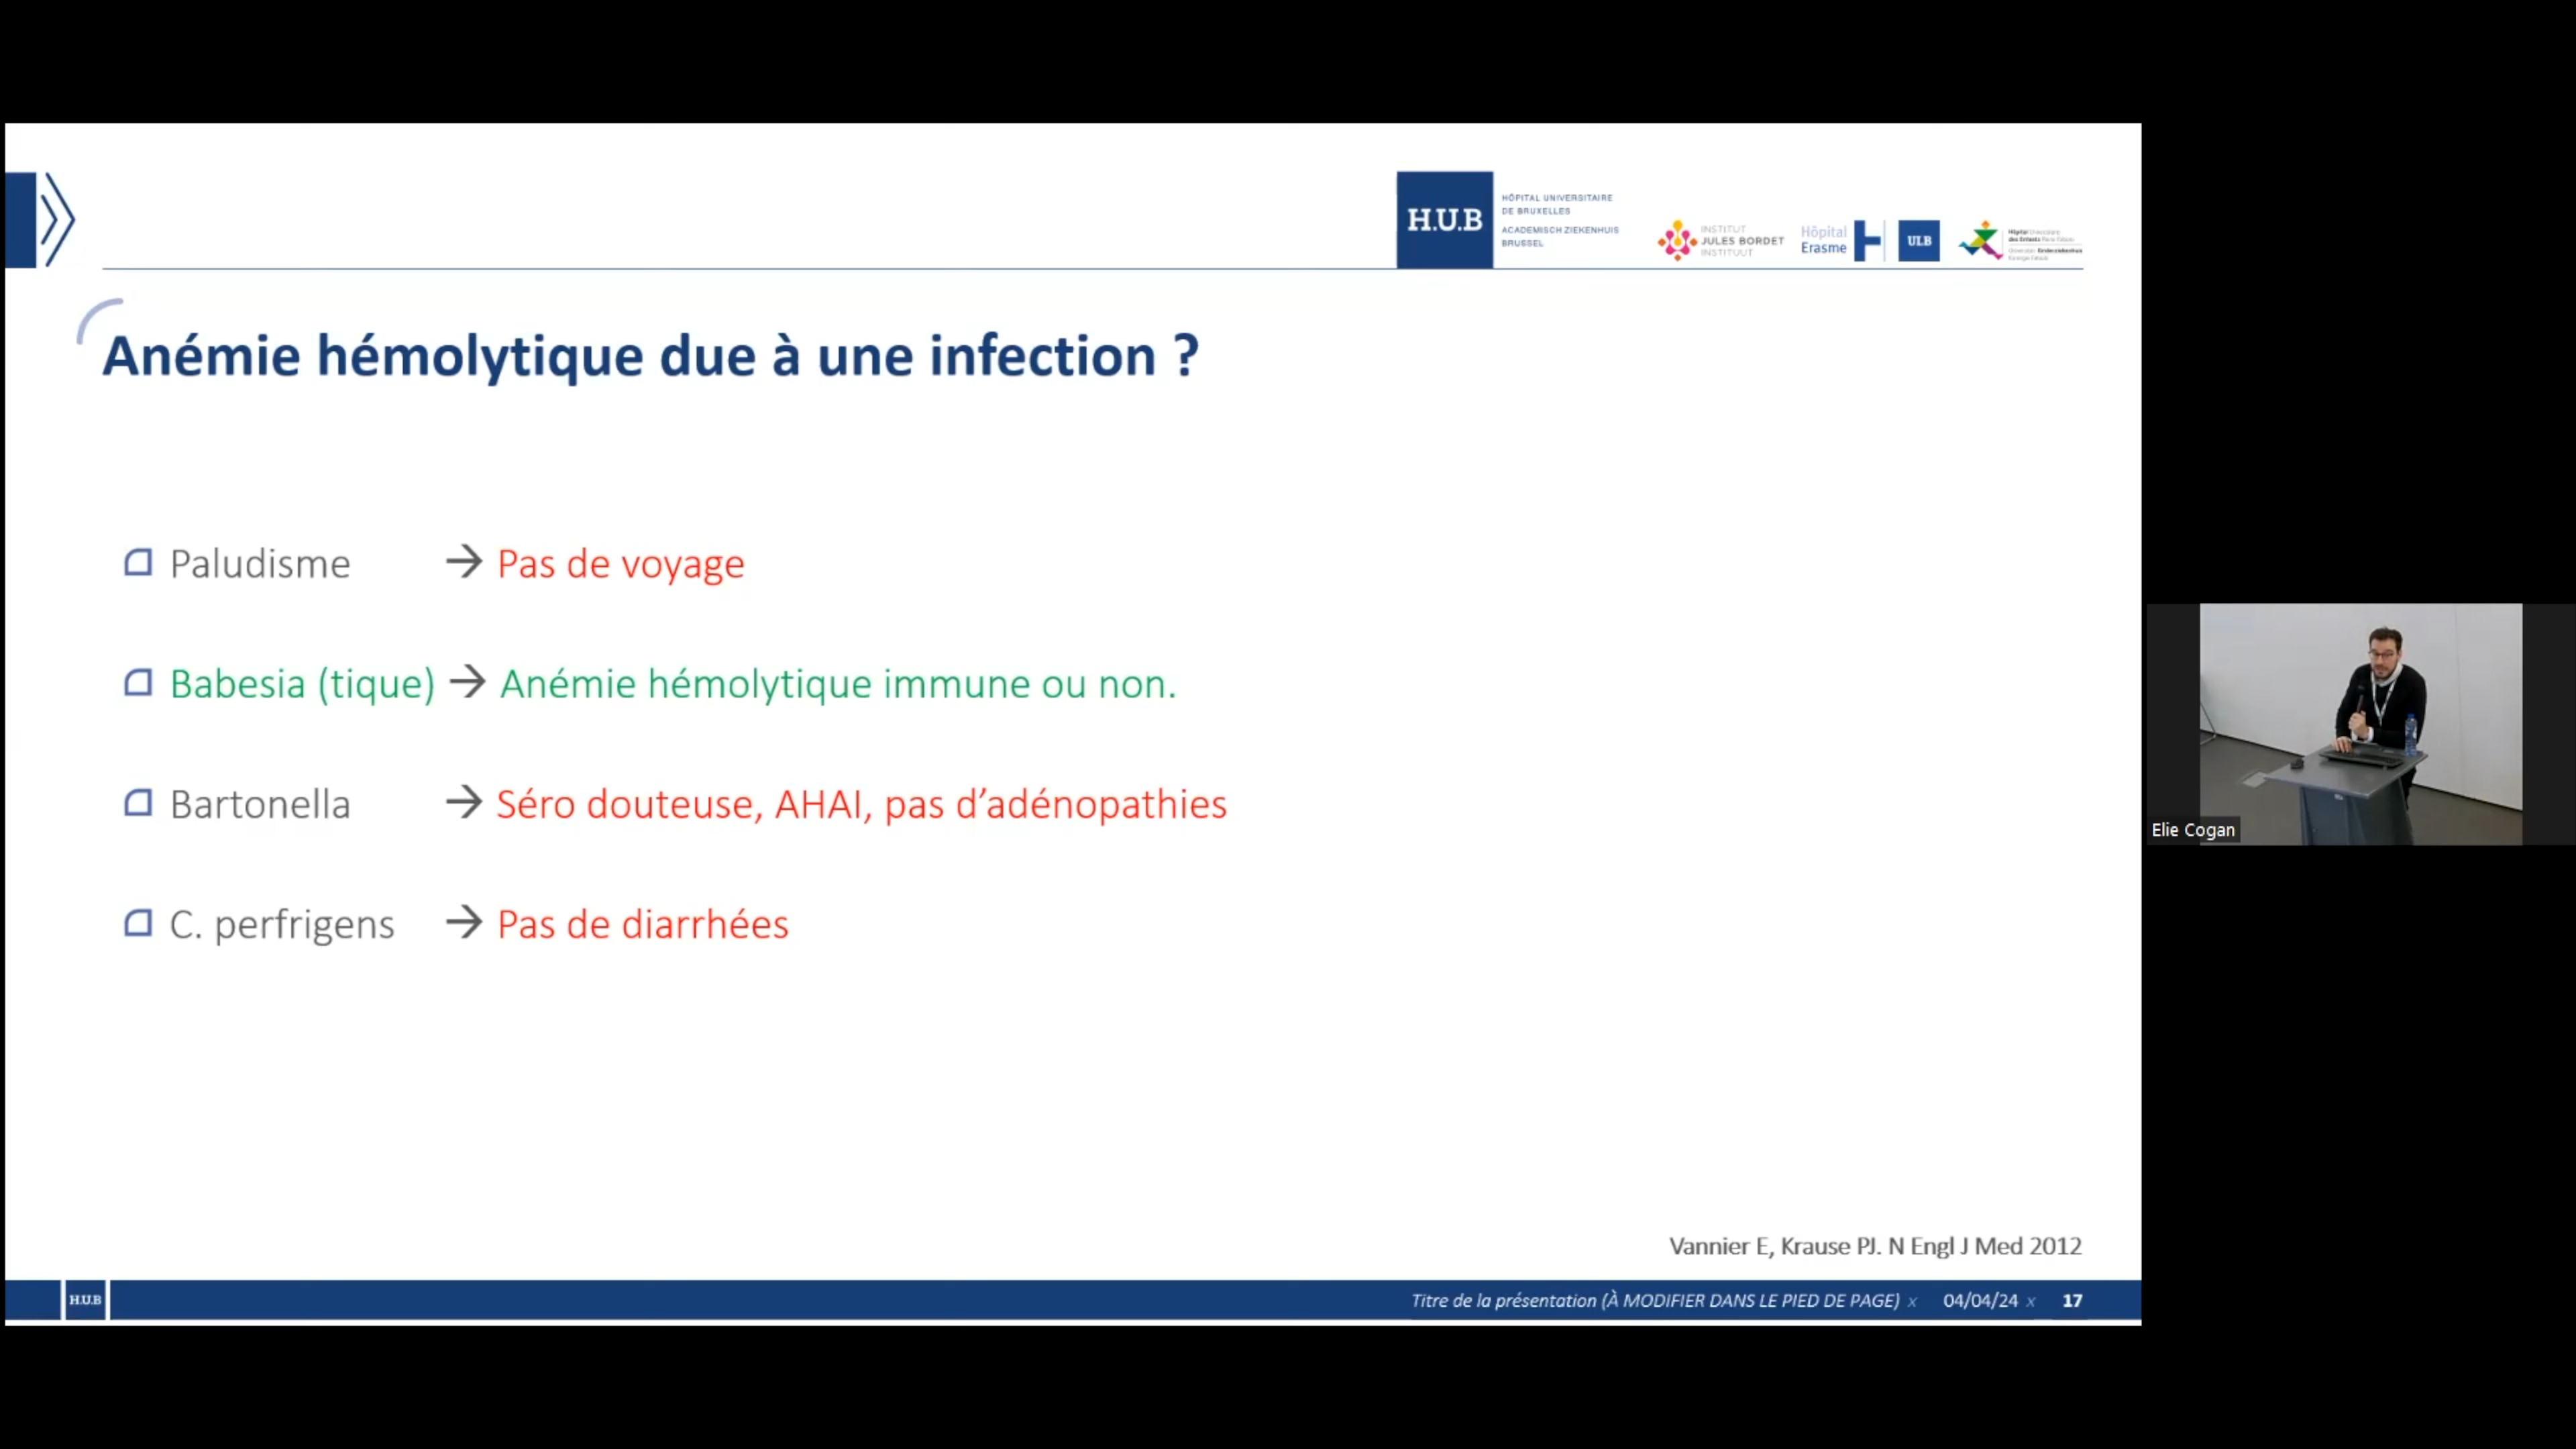 H.U.B
HÔPITAL UNIVERSITAIRE
DE BRUXELLES
ACADEMISCH ZIEKENHUIS
BRUSSEL
INSTITUT
JULES BORDET
INSTITUUT
Hôpital
Erasme
ULB
Anémie hémolytique due à une infection ?
Paludisme → Pas de voyage
Babesia (tique) → Anémie hémolytique immune ou non.
Bartonella → Séro douteuse, AHAI, pas d'adénopathies
C. perfrigens → Pas de diarrhées
Elie Cogan
Vannier E, Krause PJ. N Engl J Med 2012
H.U.B
Titre de la présentation (À MODIFIER DANS LE PIED DE PAGE) x 04/04/24 x 17